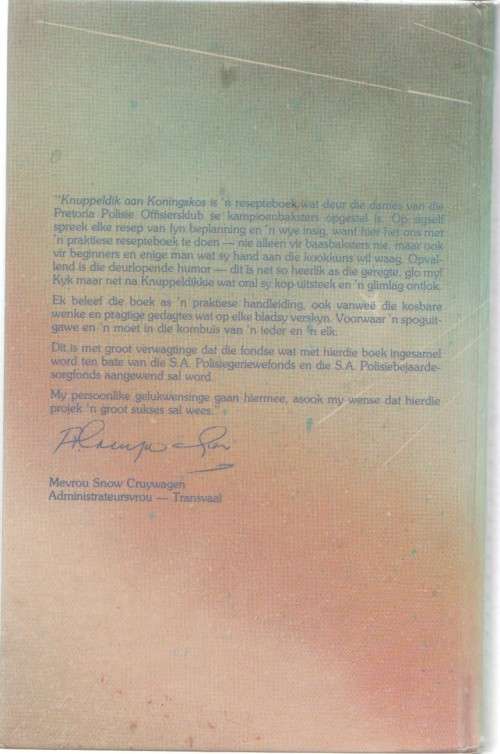 "Knuppeldik aan Koningskos is 'n resepteboek wat deur die dames van die
Pretoria Polisie Offisiersklub se kampioenbaksters opgestel is. Op sigself
spreek elke resep van fyn beplanning en 'n wye insig, want hier het ons met
'n praktiese resepteboek te doen — nie alleen vir baasbaksters nie, maar ook
vir beginners en enige man wat sy hand aan die kookkuns wil waag. Opval-
lend is die deurlopende humor — dit is net so heerlik as die geregte, glo my!
Kyk maar net na Knuppeldikke wat oral sy kop uitsteek en 'n glimlag ontlok.
Ek beleef die boek as 'n praktiese handleiding, ook vanweë die kosbare
wenke en pragtige gedagtes wat op elke bladsy verskyn. Voorwaar 'n spoguit-
gawe en 'n moet in die kombuis van 'n ieder en 'n elk.
Dit is met groot verwagtinge dat die fondse wat met hierdie boek ingesamel
word ten bate van die S.A. Polisiegeriewefonds en die S.A. Polisiebejaarde-
sorgfonds aangewend sal word.
My persoonlike gelukwensinge gaan hiermee, asook my wense dat hierdie
projek 'n groot sukses sal wees."
Mevrou Snow Cruywagen
Administrateursvrou — Transvaal